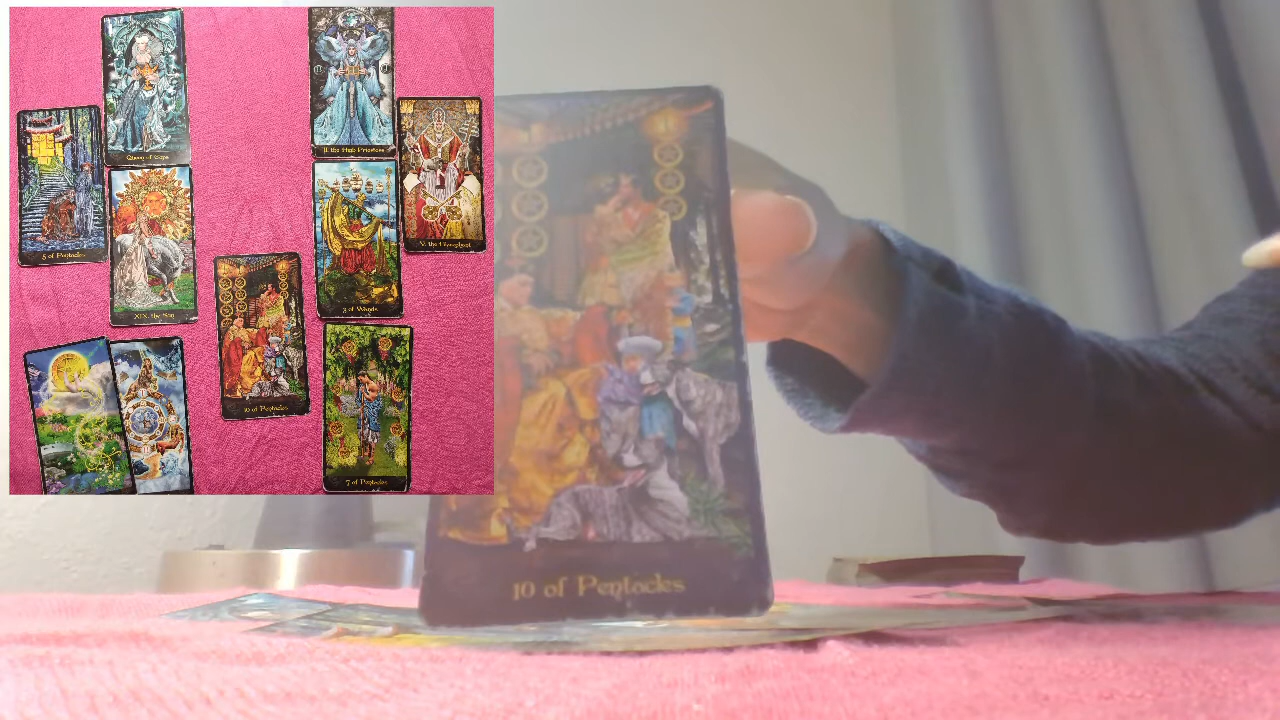 Queen of Cups
II. the High Priestess
5 of Pentacles
V. the Hierophant
XIX. the Sun
3 of Wands
10 of Pentacles
7 of Pentacles
10 of Pentacles